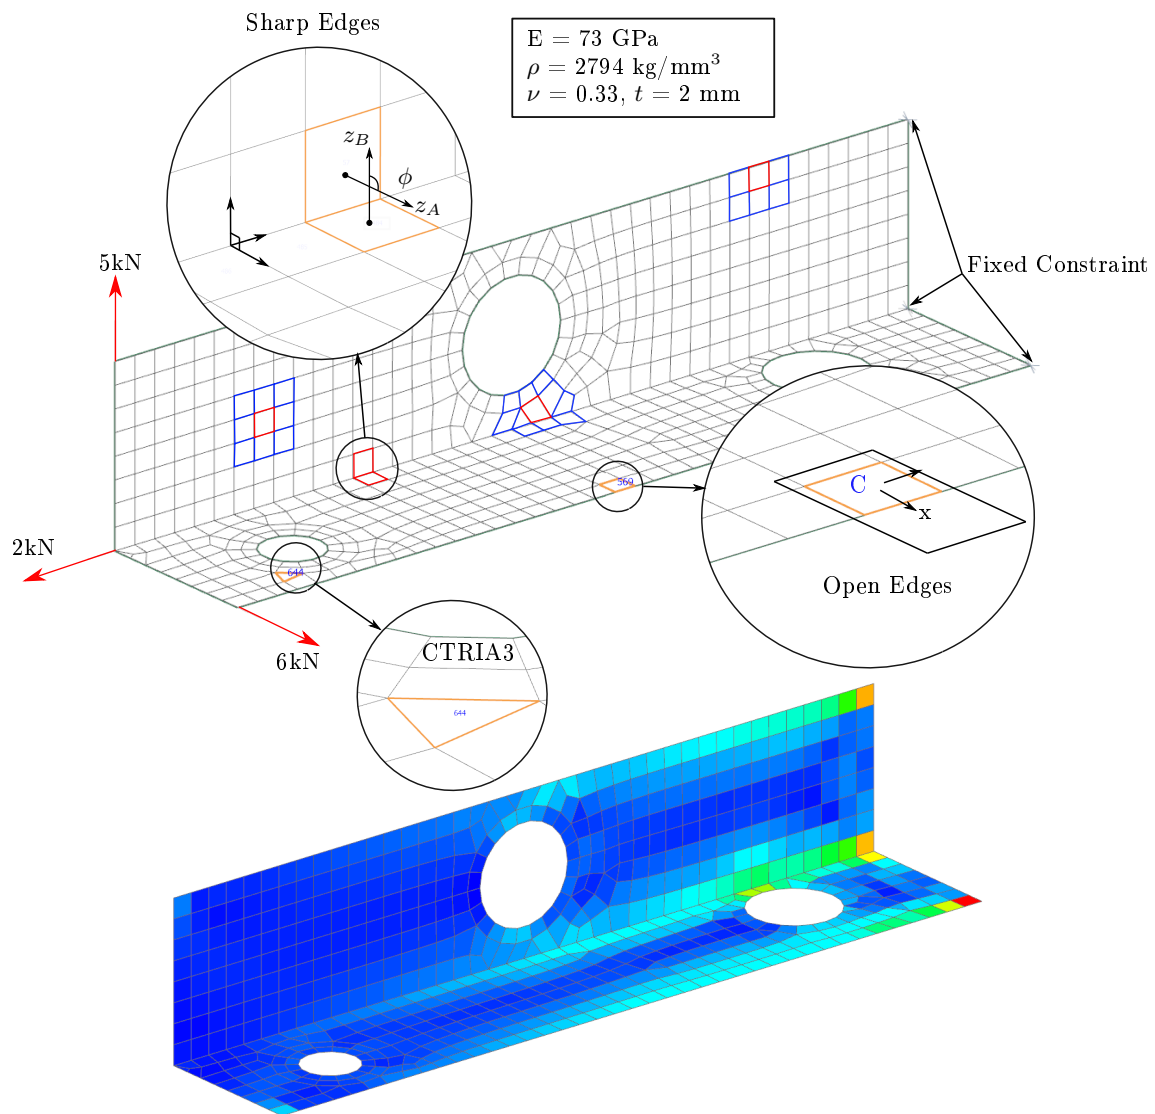 Sharp Edges
E = 73 GPa
ρ = 2794 kg/mm³
ν = 0.33, t = 2 mm
z_B
ϕ
z_A
5kN
Fixed Constraint
569
C
x
2kN
644
Open Edges
6kN
CTRIA3
644